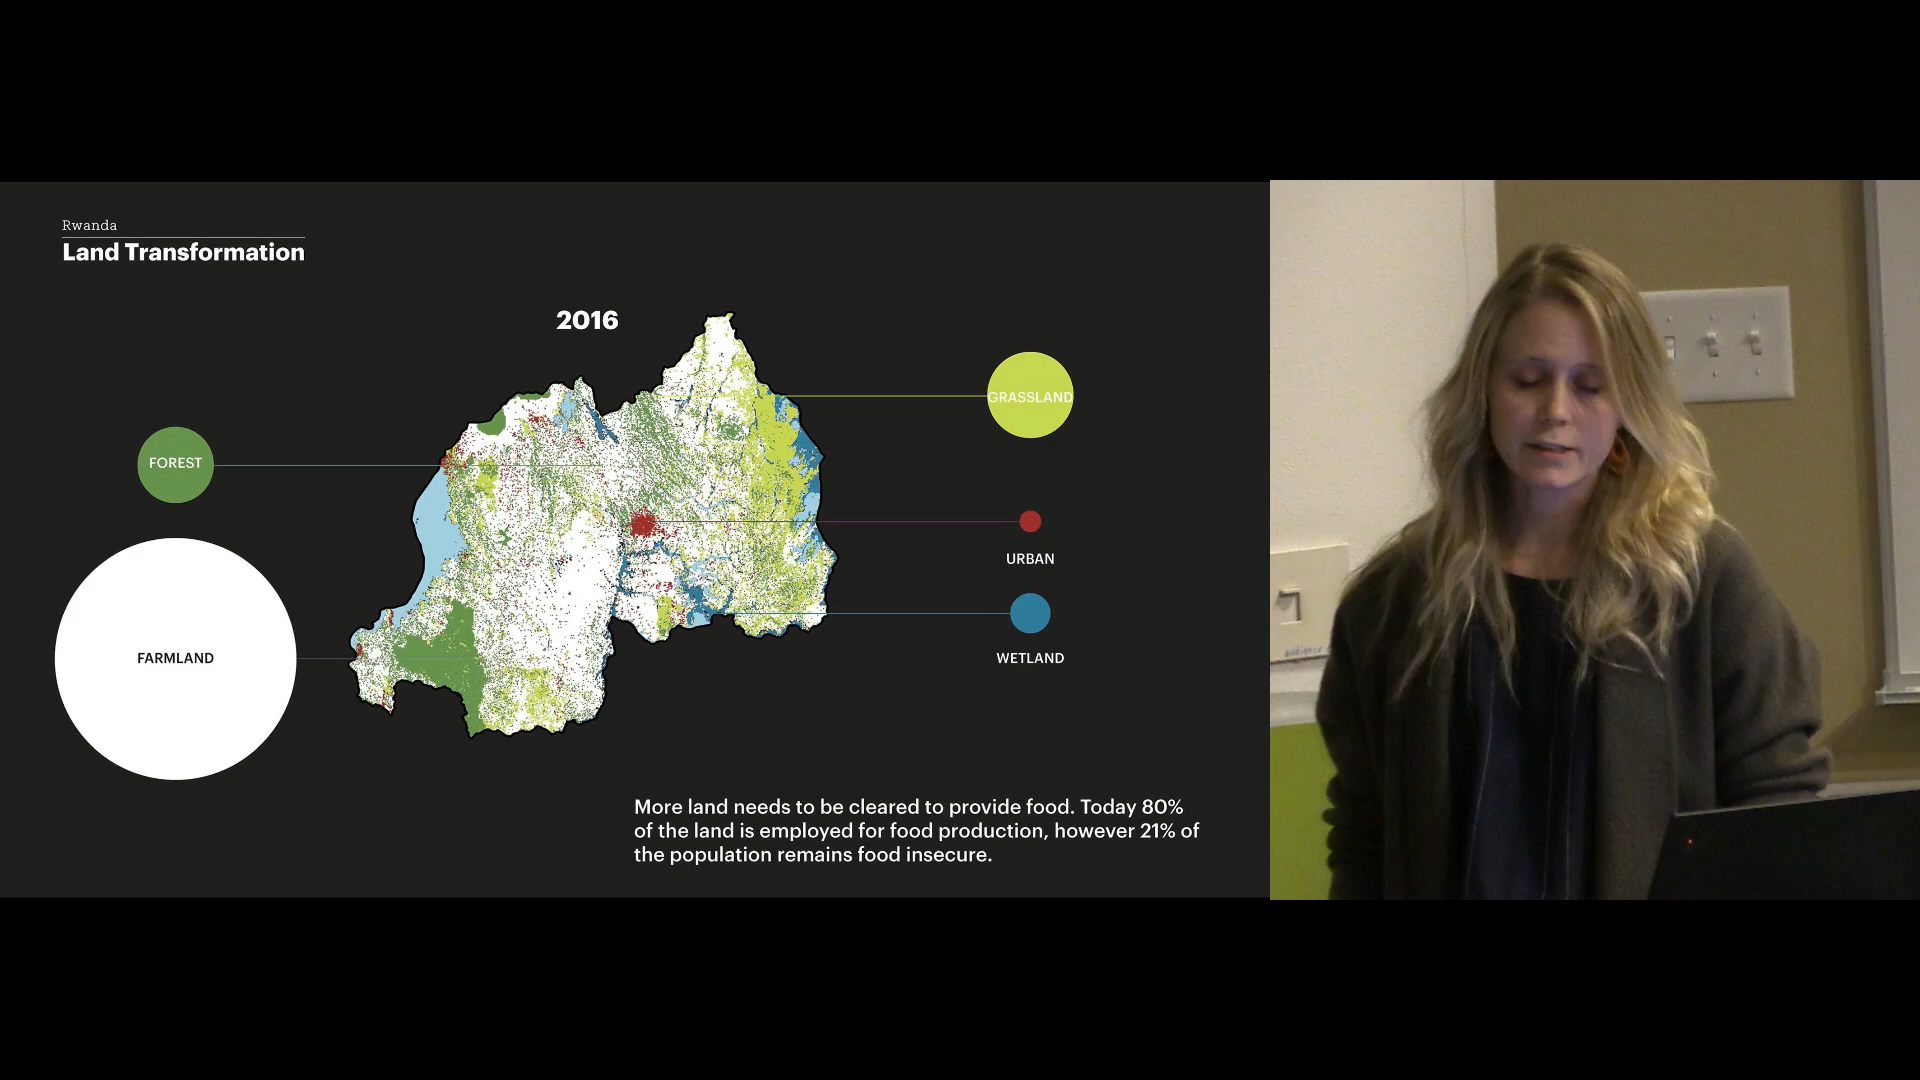 Rwanda
Land Transformation
2016
GRASSLAND
FOREST
URBAN
FARMLAND
WETLAND
More land needs to be cleared to provide food. Today 80%
of the land is employed for food production, however 21% of
the population remains food insecure.
audience